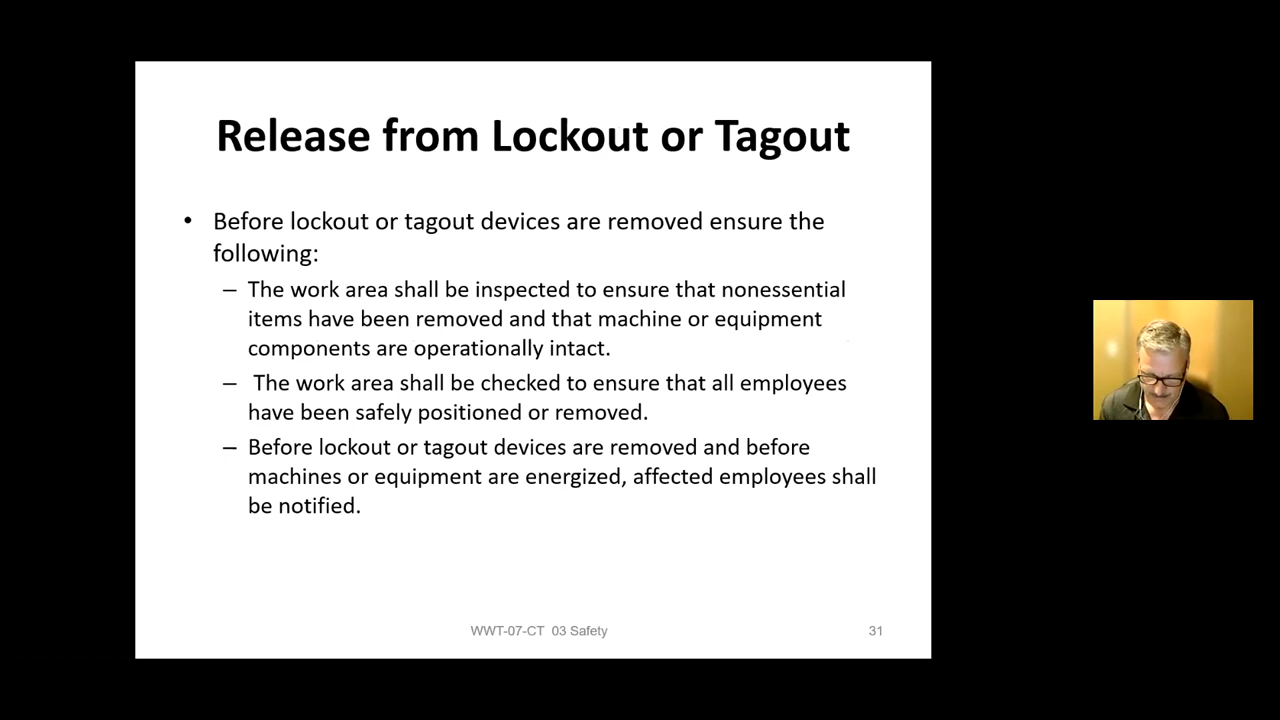 Release from Lockout or Tagout
• Before lockout or tagout devices are removed ensure the
following:
– The work area shall be inspected to ensure that nonessential
items have been removed and that machine or equipment
components are operationally intact.
– The work area shall be checked to ensure that all employees
have been safely positioned or removed.
– Before lockout or tagout devices are removed and before
machines or equipment are energized, affected employees shall
be notified.
WWT-07-CT 03 Safety
31